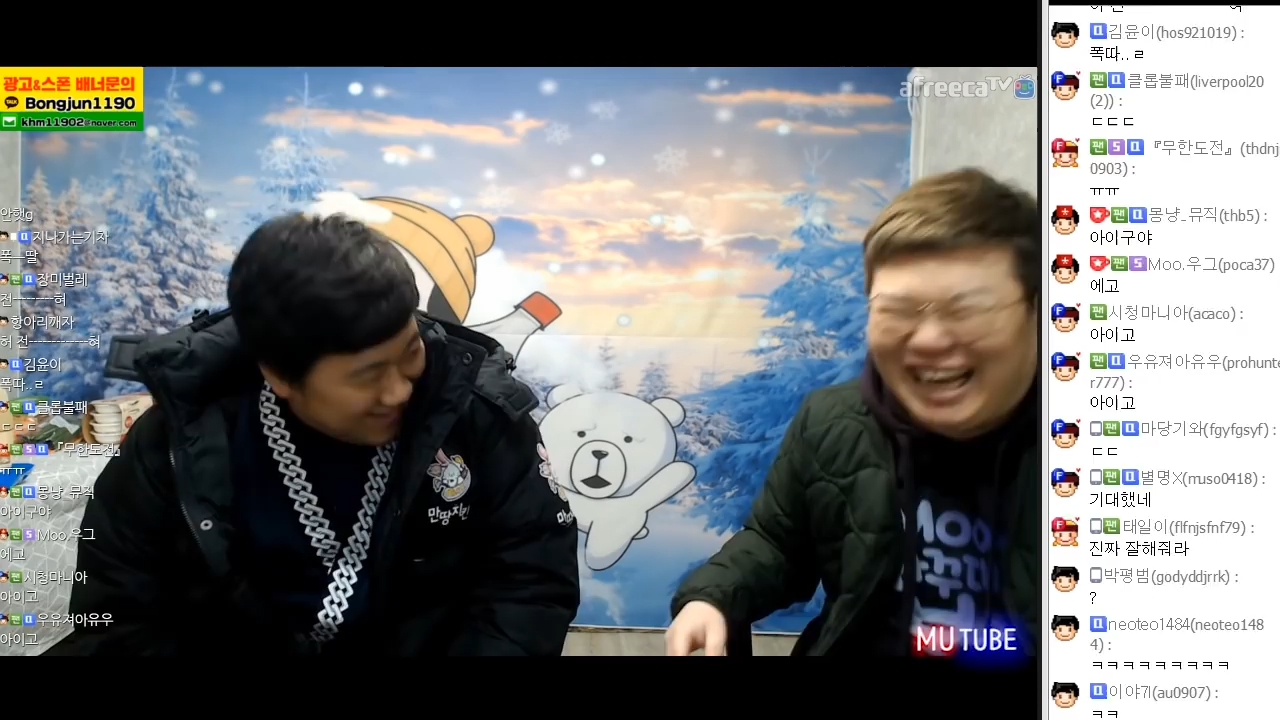 광고&스폰 배너문의
Bongjun1190
khm11902@naver.com
afreecaTV
안햇g
지나가는기차
폭--딸
장미벌레
전---------허
항아리깨자
허 전-------------혀
김윤이
폭따..ㄹ
클롭불패
ㄷㄷㄷ
『무한도전』
ㅠㅠ
몽냥_뮤직
아이구야
Moo.우그
에고
시청마니아
아이고
우유져아유우
아이고
만땅치킨
MOO
MUTUBE
김윤이(hos921019) :
폭따..ㄹ
클롭불패(liverpool20
(2)) :
ㄷㄷㄷ
『무한도전』(thdnj
0903) :
ㅠㅠ
몽냥_뮤직(thb5) :
아이구야
Moo.우그(poca37)
에고
시청마니아(acaco) :
아이고
우유져아유우(prohunte
r777) :
아이고
마당기와(fgyfgsyf) :
ㄷㄷ
별명X(muso0418) :
기대했네
태일이(flfnjsfnf79) :
진짜 잘해줘라
박평범(godyddjrrk) :
?
neoteo1484(neoteo148
4) :
ㅋㅋㅋㅋㅋㅋㅋㅋㅋ
이야기(au0907) :
ㅋㅋ